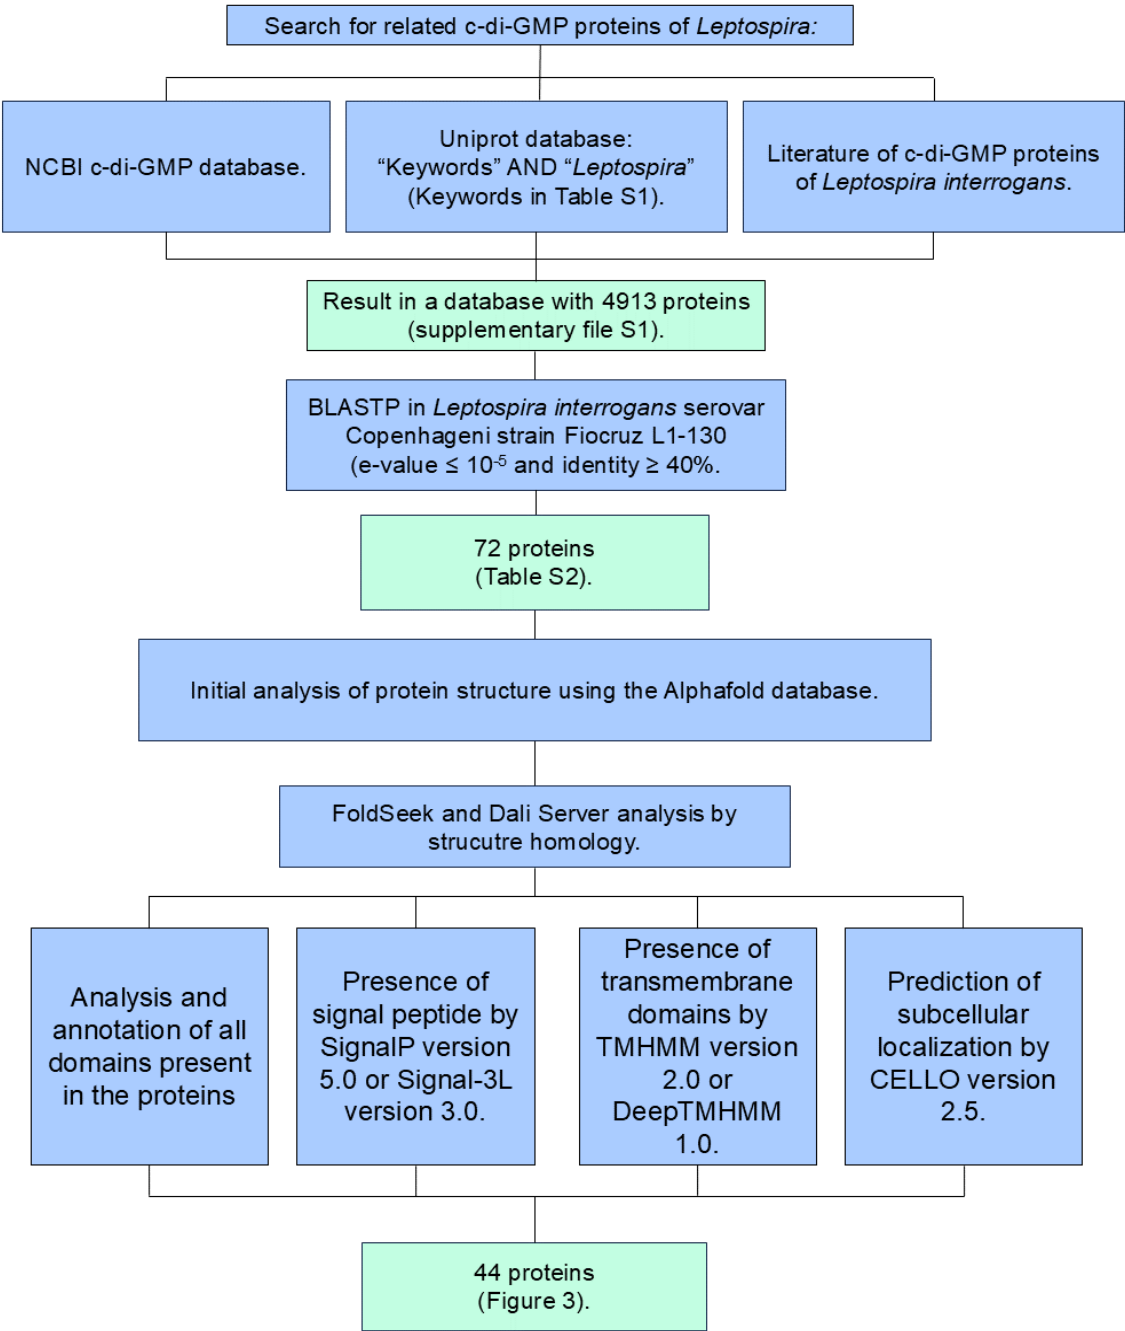 Search for related c-di-GMP proteins of Leptospira:
NCBI c-di-GMP database.
Uniprot database:
“Keywords” AND “Leptospira”
(Keywords in Table S1).
Literature of c-di-GMP proteins
of Leptospira interrogans.
Result in a database with 4913 proteins
(supplementary file S1).
BLASTP in Leptospira interrogans serovar
Copenhageni strain Fiocruz L1-130
(e-value ≤ 10⁻⁵ and identity ≥ 40%.
72 proteins
(Table S2).
Initial analysis of protein structure using the Alphafold database.
FoldSeek and Dali Server analysis by
strucutre homology.
Analysis and
annotation of all
domains present
in the proteins
Presence of
signal peptide by
SignalP version
5.0 or Signal-3L
version 3.0.
Presence of
transmembrane
domains by
TMHMM version
2.0 or
DeepTMHMM
1.0.
Prediction of
subcellular
localization by
CELLO version
2.5.
44 proteins
(Figure 3).